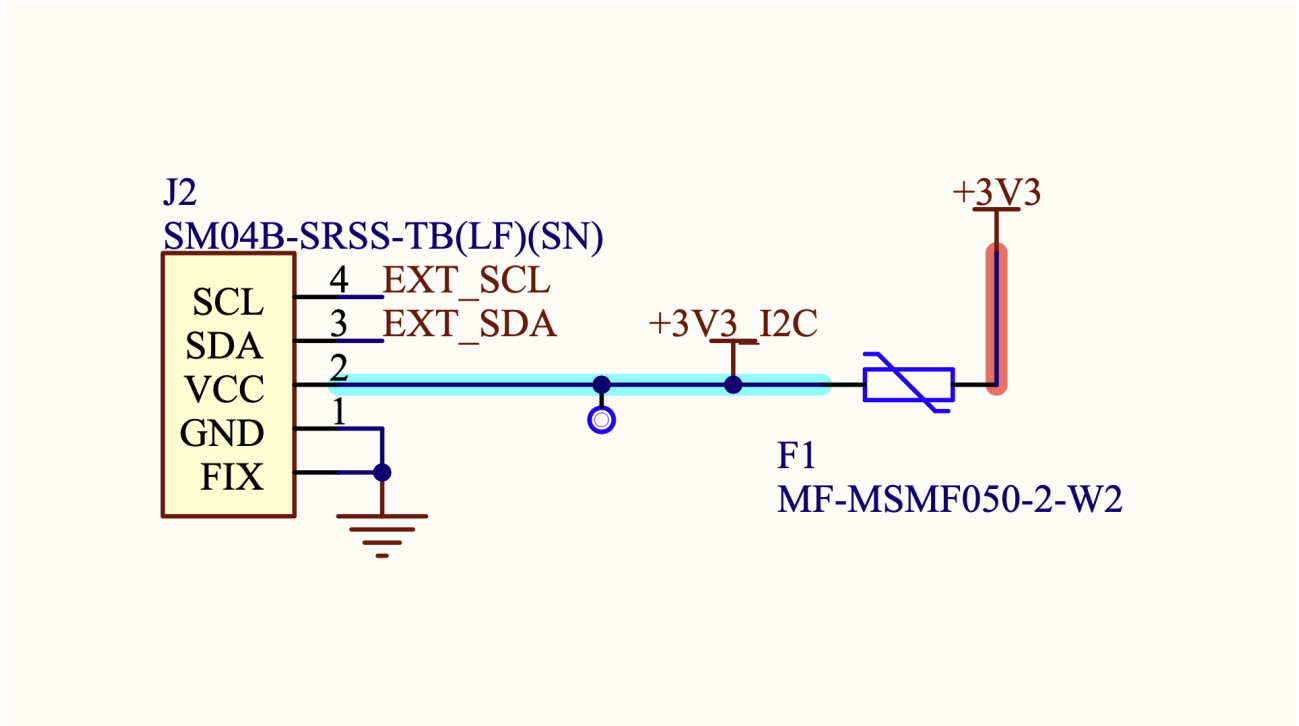 J2
SM04B-SRSS-TB(LF)(SN)
+3V3
4 EXT_SCL
SCL
3 EXT_SDA
+3V3_I2C
SDA
2
VCC
1
GND
FIX
F1
MF-MSMF050-2-W2